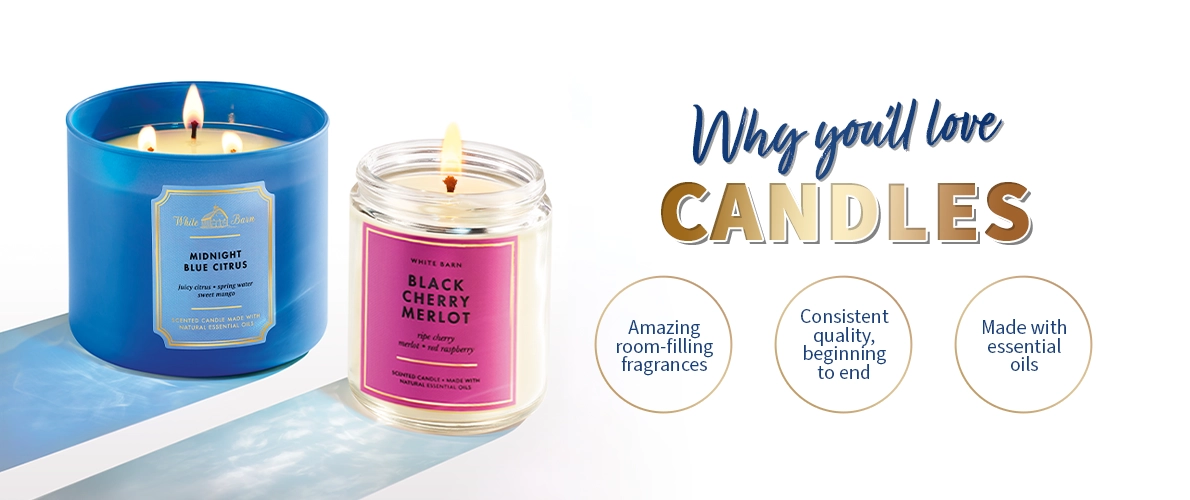 White Barn
MIDNIGHT
BLUE CITRUS
juicy citrus • spring water
sweet mango
SCENTED CANDLE MADE WITH
NATURAL ESSENTIAL OILS
WHITE BARN
BLACK
CHERRY
MERLOT
ripe cherry
merlot • red raspberry
SCENTED CANDLE • MADE WITH
NATURAL ESSENTIAL OILS
Why you'll love
CANDLES
Amazing
room-filling
fragrances
Consistent
quality,
beginning
to end
Made with
essential
oils